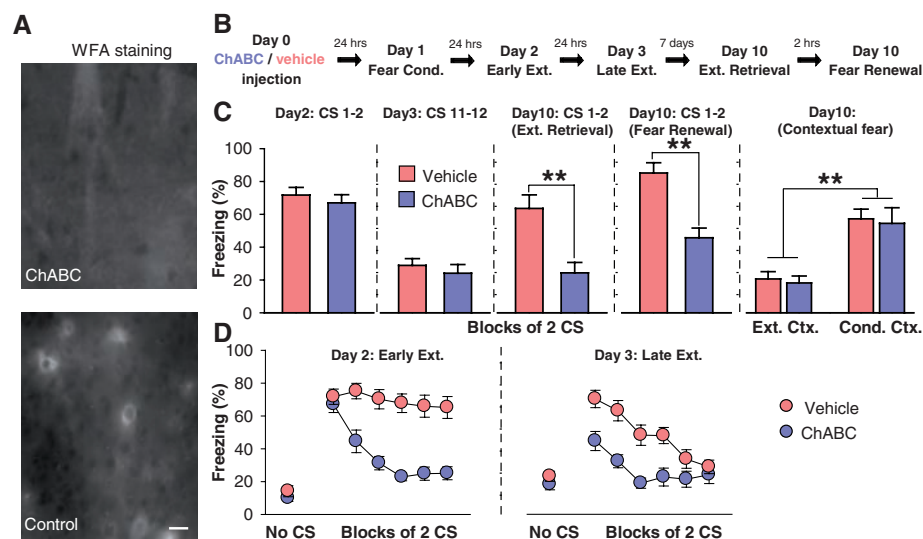 A
WFA staining
ChABC
Control
B
Day 0
ChABC / vehicle
injection
24 hrs
Day 1
Fear Cond.
24 hrs
Day 2
Early Ext.
24 hrs
Day 3
Late Ext.
7 days
Day 10
Ext. Retrieval
2 hrs
Day 10
Fear Renewal
C
Day2: CS 1-2
Day3: CS 11-12
Day10: CS 1-2
(Ext. Retrieval)
Day10: CS 1-2
(Fear Renewal)
Day10:
(Contextual fear)
Freezing (%)
100
80
60
40
20
0
Vehicle
ChABC
**
**
**
Blocks of 2 CS
Ext. Ctx.
Cond. Ctx.
D
Day 2: Early Ext.
Day 3: Late Ext.
Freezing (%)
100
80
60
40
20
0
Vehicle
ChABC
No CS
Blocks of 2 CS
No CS
Blocks of 2 CS